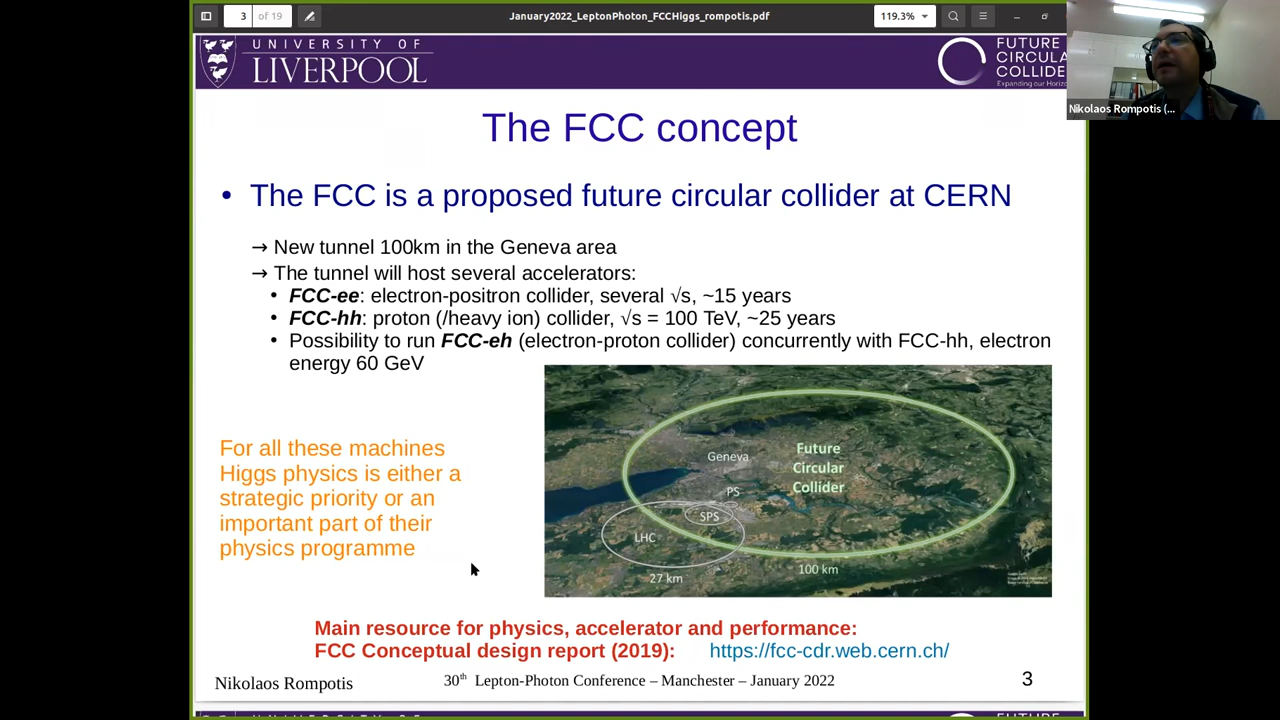 3 of 19
January2022_LeptonPhoton_FCCHiggs_rompotis.pdf
119.3%
UNIVERSITY OF
LIVERPOOL
FUTURE
CIRCULA
COLLIDE
Expanding our Horizo
Nikolaos Rompotis (...
The FCC concept
• The FCC is a proposed future circular collider at CERN
→ New tunnel 100km in the Geneva area
→ The tunnel will host several accelerators:
• FCC-ee: electron-positron collider, several √s, ~15 years
• FCC-hh: proton (/heavy ion) collider, √s = 100 TeV, ~25 years
• Possibility to run FCC-eh (electron-proton collider) concurrently with FCC-hh, electron
energy 60 GeV
For all these machines
Higgs physics is either a
strategic priority or an
important part of their
physics programme
Future
Circular
Collider
Geneva
PS
SPS
LHC
27 km
100 km
Main resource for physics, accelerator and performance:
FCC Conceptual design report (2019): https://fcc-cdr.web.cern.ch/
Nikolaos Rompotis
30th Lepton-Photon Conference – Manchester – January 2022
3